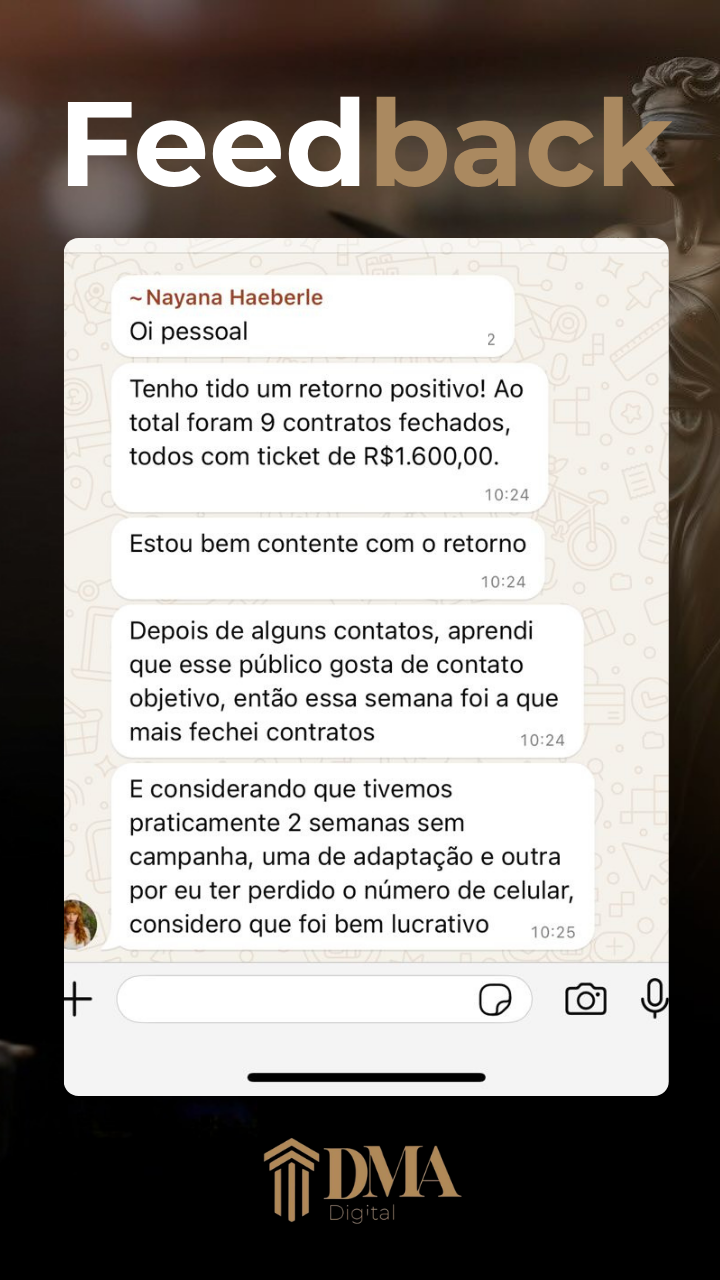 Feedback
~Nayana Haeberle
Oi pessoal
2
Tenho tido um retorno positivo! Ao
total foram 9 contratos fechados,
todos com ticket de R$1.600,00.
10:24
Estou bem contente com o retorno
10:24
Depois de alguns contatos, aprendi
que esse público gosta de contato
objetivo, então essa semana foi a que
mais fechei contratos
10:24
E considerando que tivemos
praticamente 2 semanas sem
campanha, uma de adaptação e outra
por eu ter perdido o número de celular,
considero que foi bem lucrativo
10:25
DMA
Digital